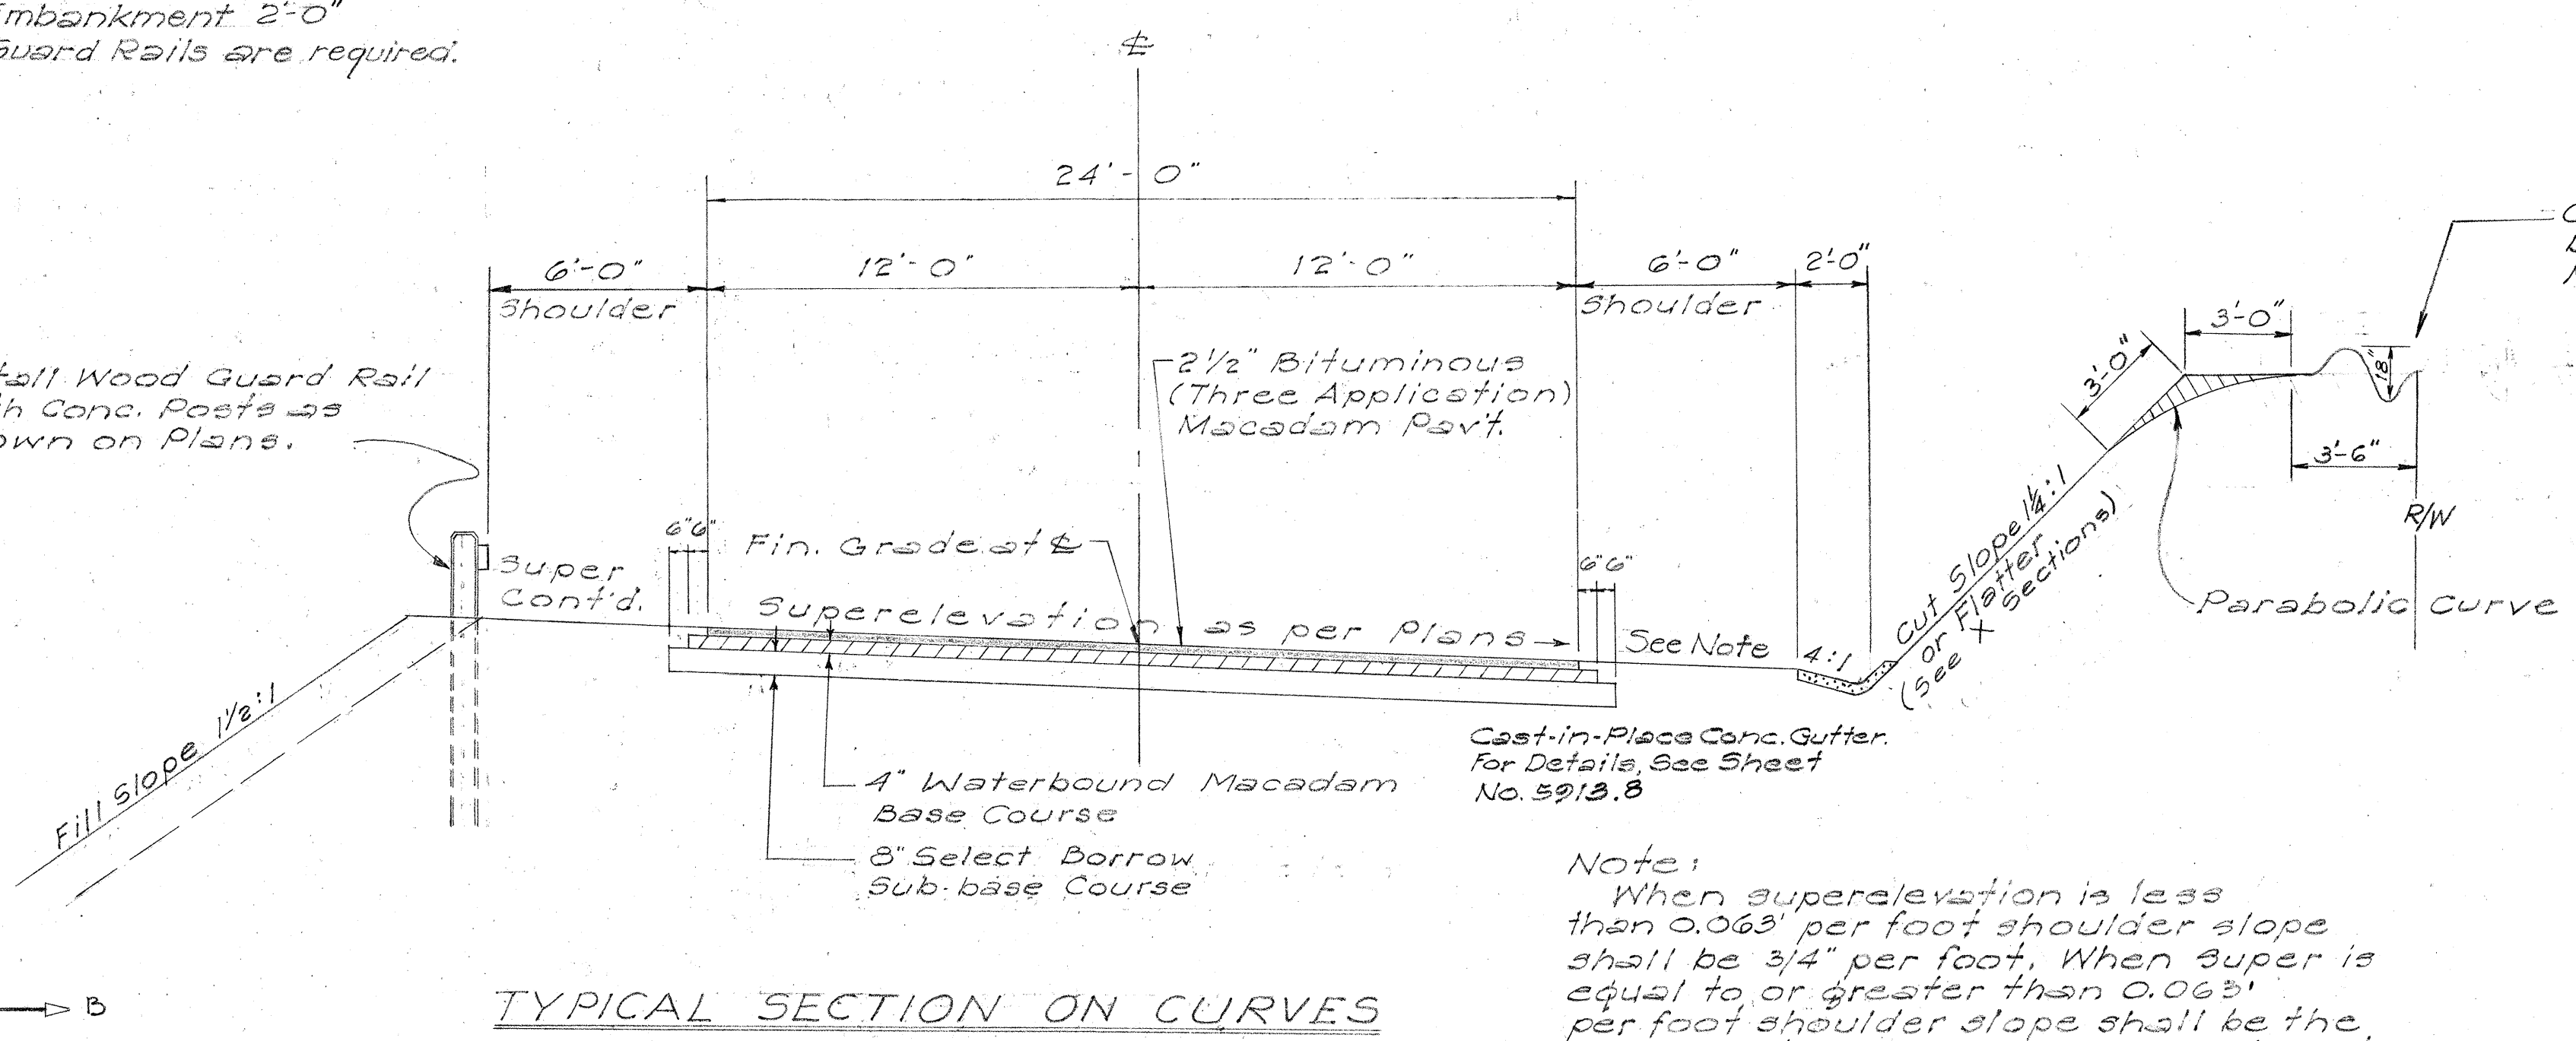 Embankment 2'-0"
Guard Rails are required.
℄
24'-0"
6'-0"
12'-0"
12'-0"
6'-0"
2'-0"
Shoulder
Shoulder
3'-0"
3'-0"
18"
3'-6"
R/W
2 1/2" Bituminous
(Three Application)
Macadam Pav't.
Wood Guard Rail
Conc. Posts as
on Plans.
6" 6"
Fin. Grade at ℄
6" 6"
Super
Cont'd.
Superelevation as per Plans
See Note
4:1
Cut Slope 1 1/4:1
or Flatter
(See X Sections)
Parabolic Curve
Fill Slope 1 1/2:1
Cast-in-Place Conc. Gutter.
For Details, See Sheet
No. 5913.8
4" Waterbound Macadam
Base Course
8" Select Borrow
Sub-base Course
Note:
When superelevation is less
than 0.063' per foot shoulder slope
shall be 3/4" per foot. When Super is
equal to or greater than 0.063'
per foot shoulder slope shall be the
B
TYPICAL SECTION ON CURVES